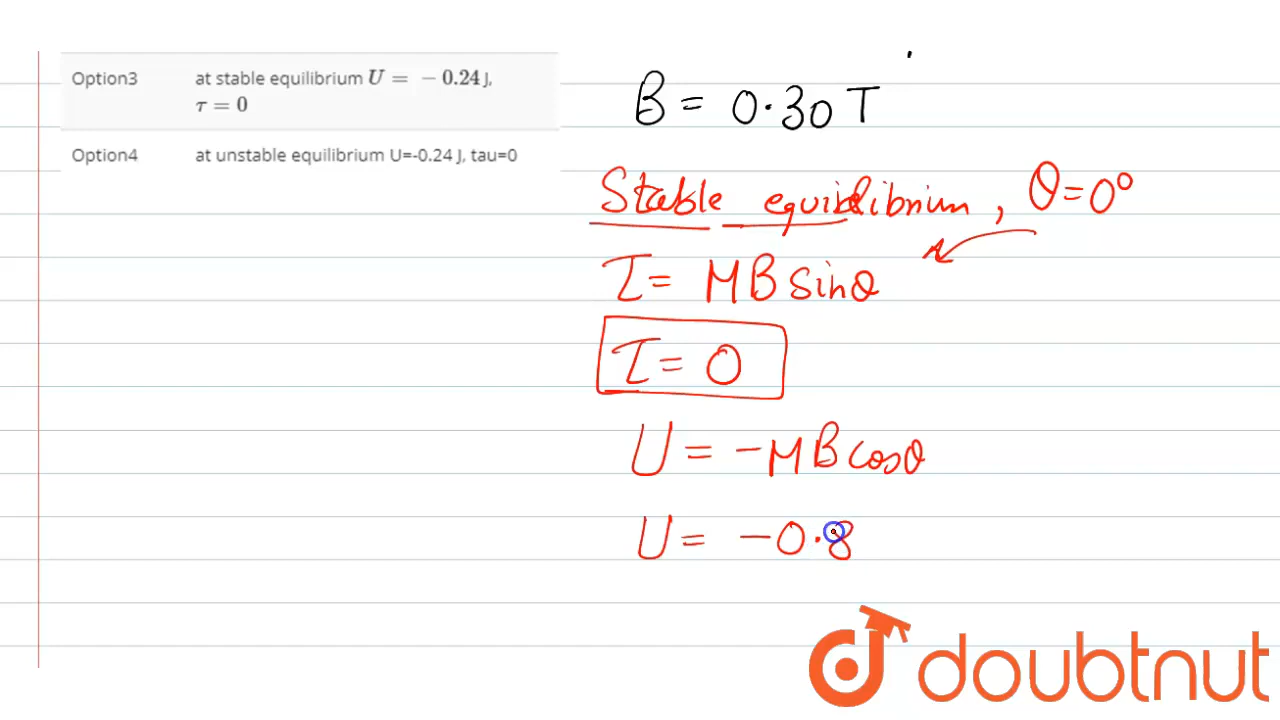 Option3 at stable equilibrium U = −0.24 J,
τ = 0
Option4 at unstable equilibrium U=-0.24 J, tau=0
B = 0.30 T
Stable equilibrium, θ=0°
τ = MB sinθ
τ = 0
U = −MB cosθ
U = −0.8
doubtnut